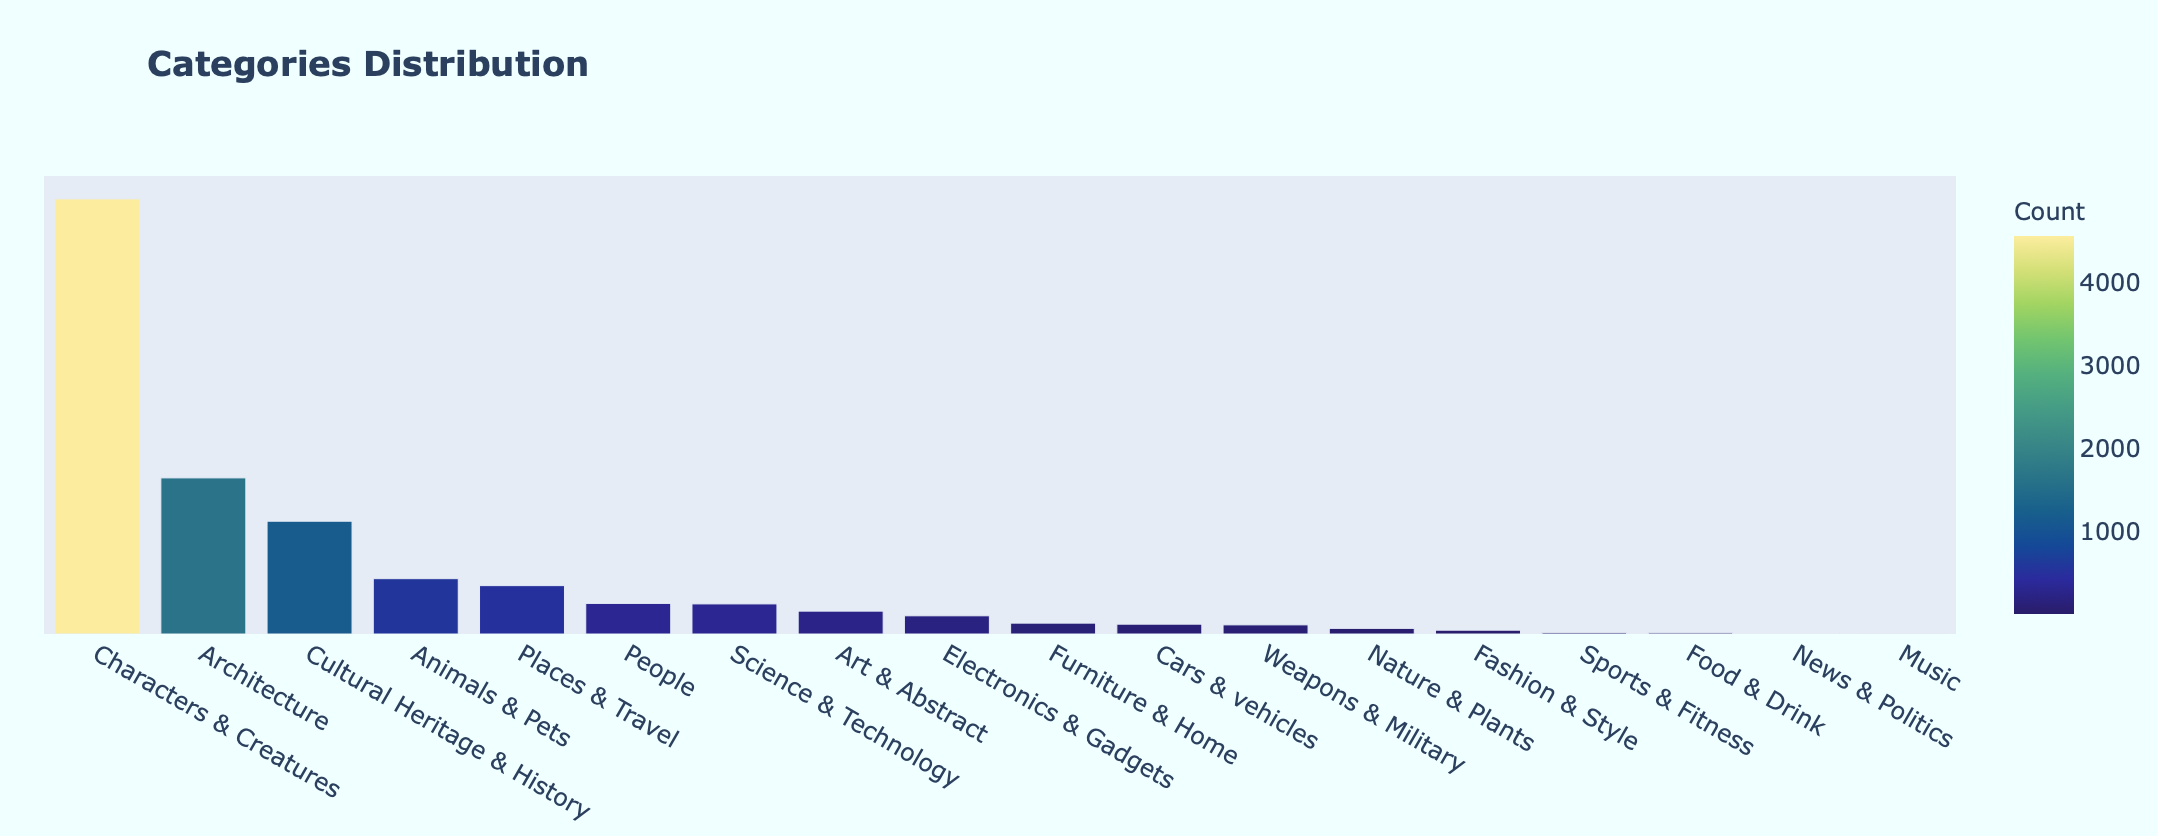 Categories Distribution
Count
4000
3000
2000
1000
Characters & Creatures
Architecture
Cultural Heritage & History
Animals & Pets
Places & Travel
People
Science & Technology
Art & Abstract
Electronics & Gadgets
Furniture & Home
Cars & vehicles
Weapons & Military
Nature & Plants
Fashion & Style
Sports & Fitness
Food & Drink
News & Politics
Music